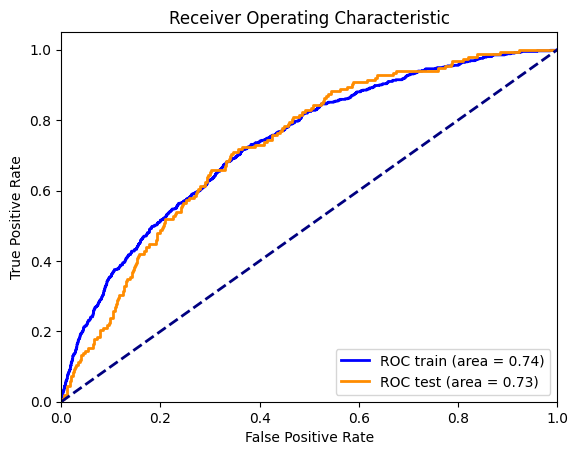 Receiver Operating Characteristic
True Positive Rate
1.0
0.8
0.6
0.4
0.2
0.0
ROC train (area = 0.74)
ROC test (area = 0.73)
0.0 0.2 0.4 0.6 0.8 1.0
False Positive Rate